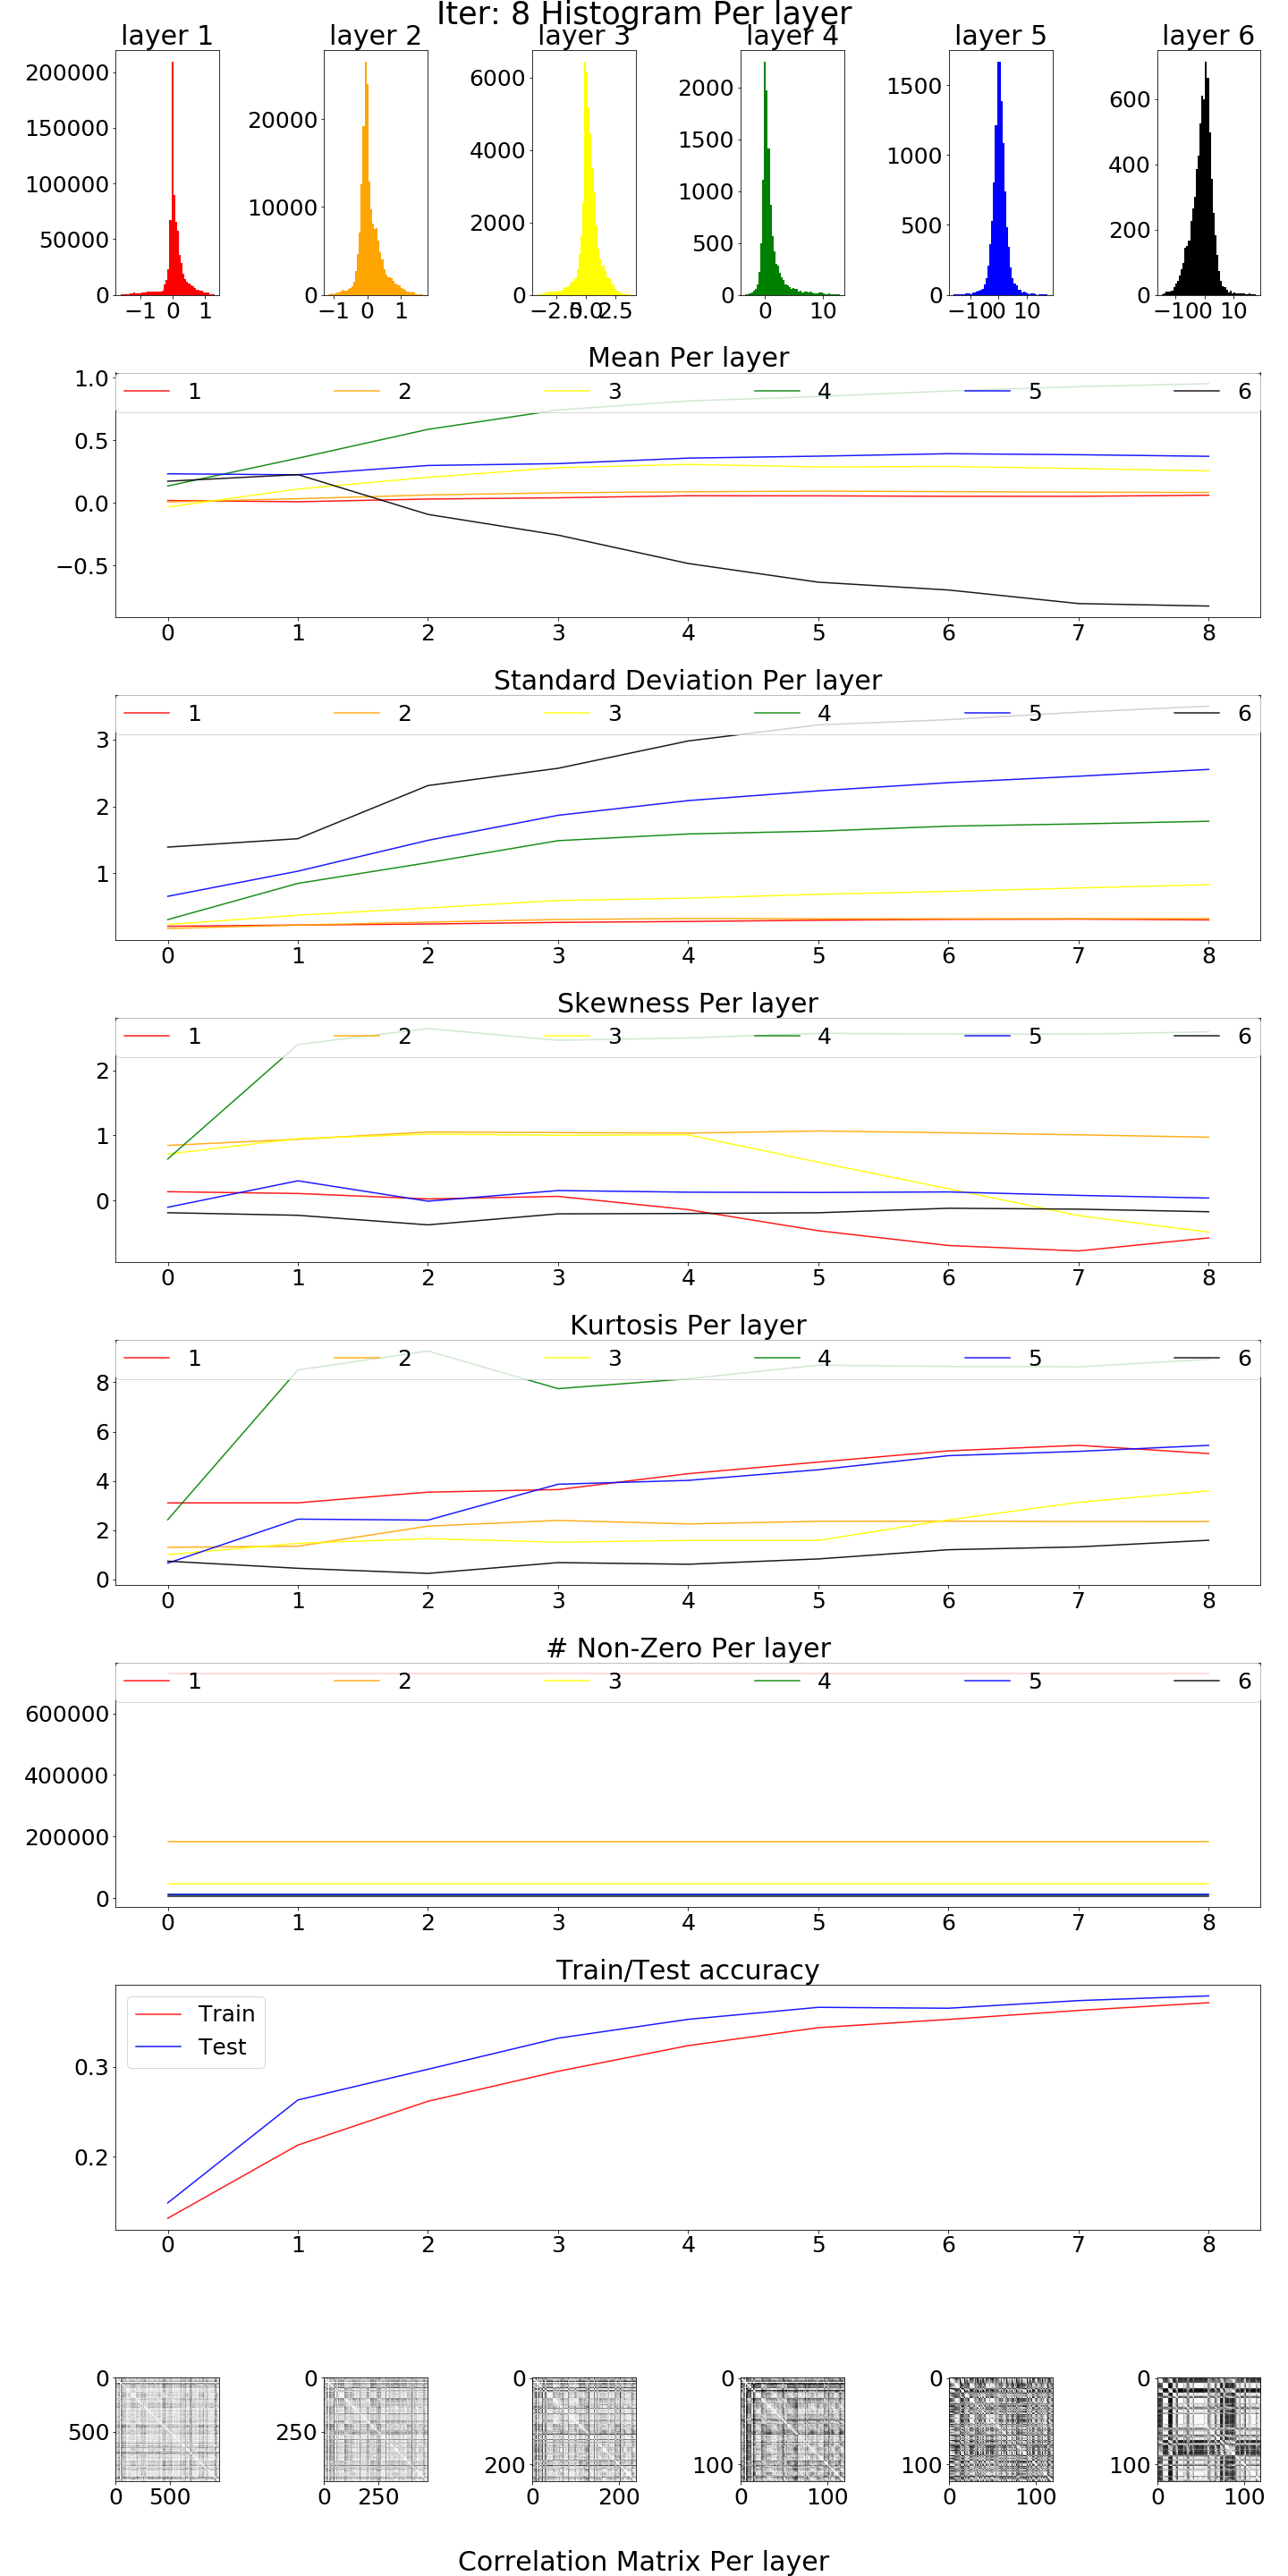 Iter: 8 Histogram Per layer
layer 1 layer 2 layer 3 layer 4 layer 5 layer 6
200000
150000
100000
50000
0
−1 0 1
20000
10000
0
−1 0 1
6000
4000
2000
0
−2.5 0.0 2.5
2000
1500
1000
500
0
0 10
1500
1000
500
0
−10 0 10
600
400
200
0
−10 0 10
Mean Per layer
1 2 3 4 5 6
1.0
0.5
0.0
−0.5
0 1 2 3 4 5 6 7 8
Standard Deviation Per layer
1 2 3 4 5 6
3
2
1
0 1 2 3 4 5 6 7 8
Skewness Per layer
1 2 3 4 5 6
2
1
0
0 1 2 3 4 5 6 7 8
Kurtosis Per layer
1 2 3 4 5 6
8
6
4
2
0
0 1 2 3 4 5 6 7 8
# Non-Zero Per layer
1 2 3 4 5 6
600000
400000
200000
0
0 1 2 3 4 5 6 7 8
Train/Test accuracy
Train
Test
0.3
0.2
0 1 2 3 4 5 6 7 8
0
500
0 500
0
250
0 250
0
200
0 200
0
100
0 100
0
100
0 100
0
100
0 100
Correlation Matrix Per layer